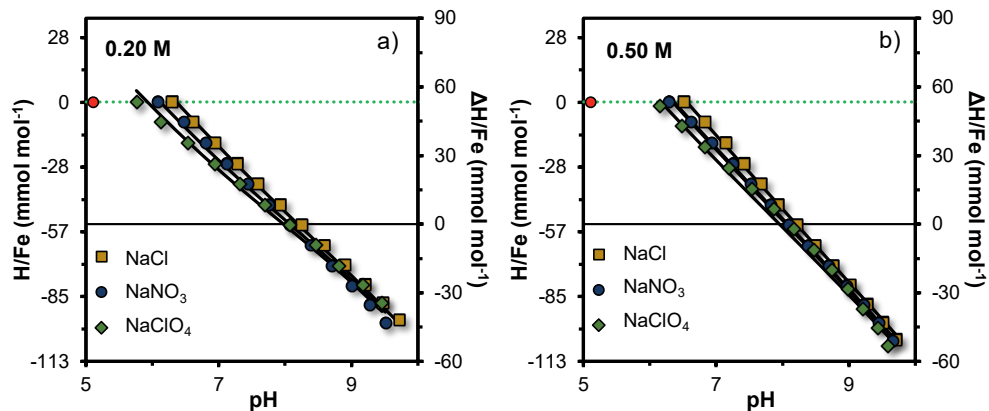 0.20 M
a)
H/Fe (mmol mol⁻¹)
28
0
-28
-57
-85
-113
NaCl
NaNO₃
NaClO₄
5
7
9
pH
90
60
30
0
-30
-60
ΔH/Fe (mmol mol⁻¹)
0.50 M
b)
H/Fe (mmol mol⁻¹)
28
0
-28
-57
-85
-113
NaCl
NaNO₃
NaClO₄
5
7
9
pH
90
60
30
0
-30
-60
ΔH/Fe (mmol mol⁻¹)